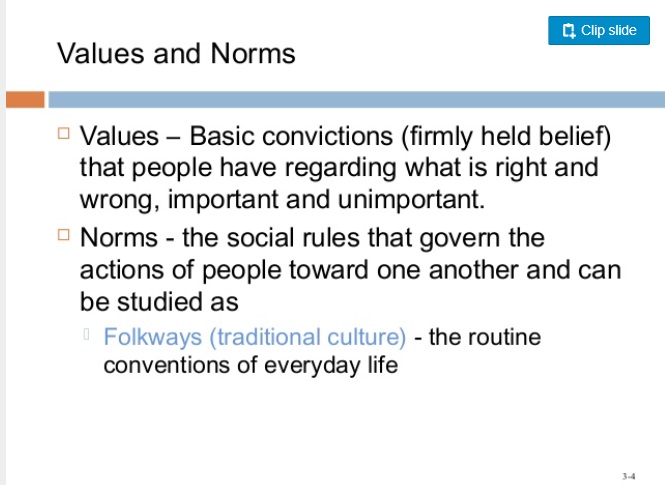 Clip slide
Values and Norms
Values – Basic convictions (firmly held belief)
that people have regarding what is right and
wrong, important and unimportant.
Norms - the social rules that govern the
actions of people toward one another and can
be studied as
Folkways (traditional culture) - the routine
conventions of everyday life
3-4